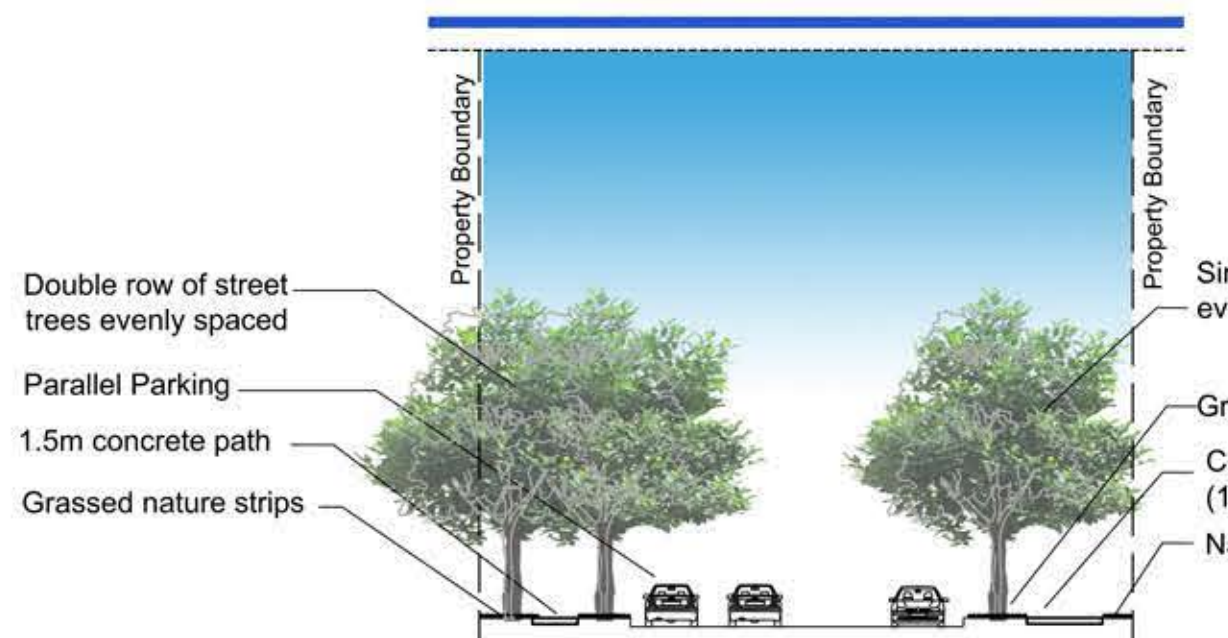 Property Boundary
Property Boundary
Double row of street
trees evenly spaced
Parallel Parking
1.5m concrete path
Grassed nature strips